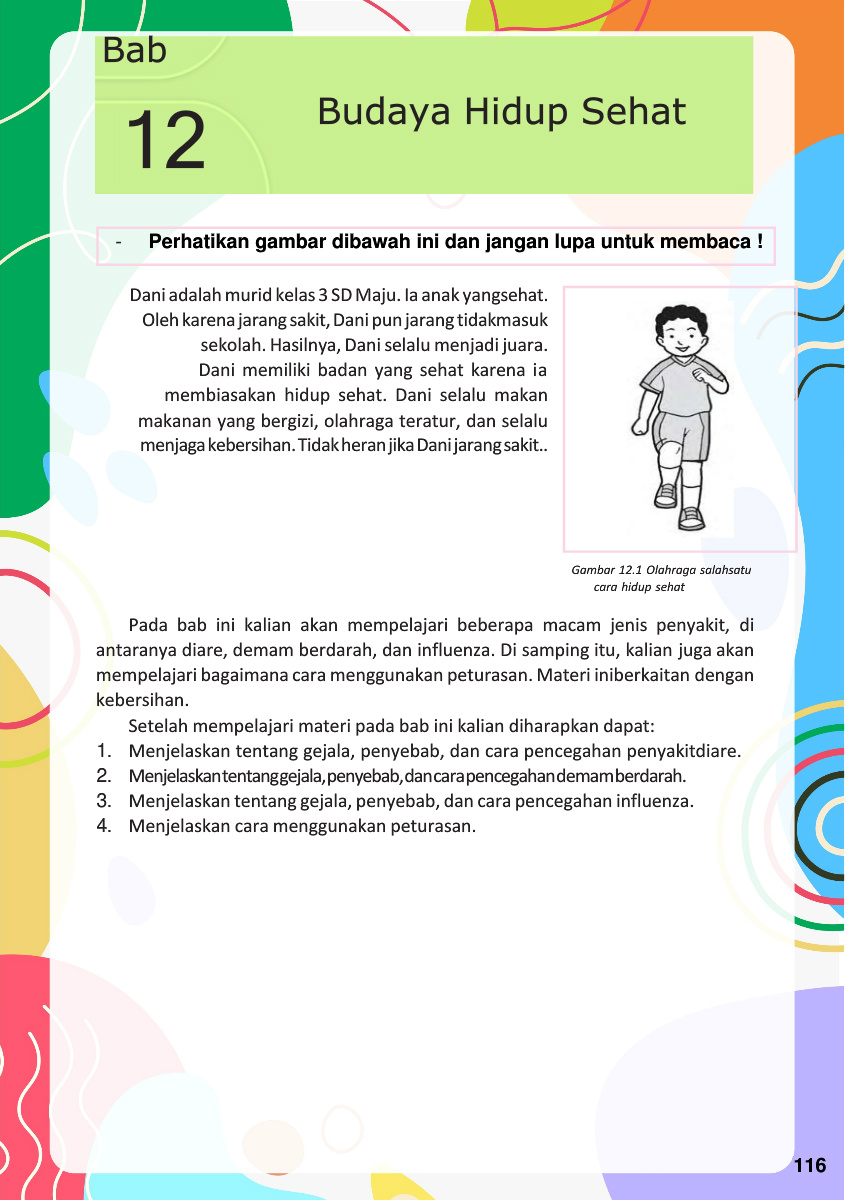 Bab
12
Budaya Hidup Sehat
- Perhatikan gambar dibawah ini dan jangan lupa untuk membaca !
Dani adalah murid kelas 3 SD Maju. Ia anak yangsehat.
Oleh karena jarang sakit, Dani pun jarang tidakmasuk
sekolah. Hasilnya, Dani selalu menjadi juara.
Dani memiliki badan yang sehat karena ia
membiasakan hidup sehat. Dani selalu makan
makanan yang bergizi, olahraga teratur, dan selalu
menjaga kebersihan. Tidak heran jika Dani jarang sakit..
Gambar 12.1 Olahraga salahsatu
cara hidup sehat
Pada bab ini kalian akan mempelajari beberapa macam jenis penyakit, di
antaranya diare, demam berdarah, dan influenza. Di samping itu, kalian juga akan
mempelajari bagaimana cara menggunakan peturasan. Materi iniberkaitan dengan
kebersihan.
Setelah mempelajari materi pada bab ini kalian diharapkan dapat:
1. Menjelaskan tentang gejala, penyebab, dan cara pencegahan penyakitdiare.
2. Menjelaskan tentang gejala, penyebab, dan cara pencegahan demam berdarah.
3. Menjelaskan tentang gejala, penyebab, dan cara pencegahan influenza.
4. Menjelaskan cara menggunakan peturasan.
116